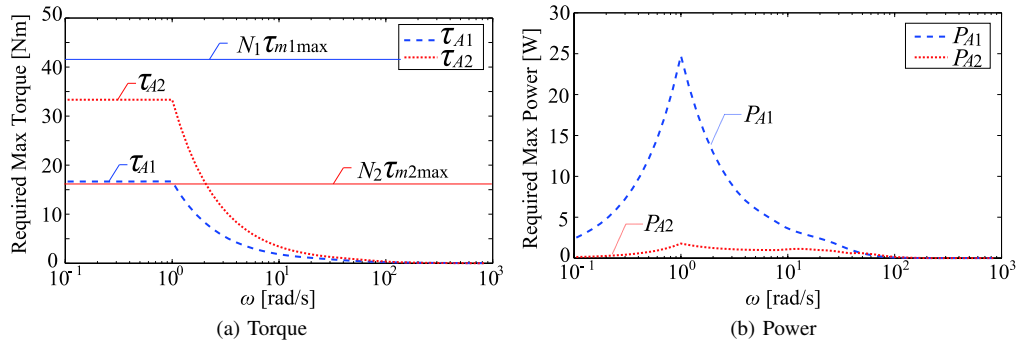 Required Max Torque [Nm]
50
40
30
20
10
0
10⁻¹
10⁰
10¹
10²
10³
ω [rad/s]
N₁τₘ₁max
τA1
τA2
τA2
τA1
N₂τₘ₂max
(a) Torque
Required Max Power [W]
30
25
20
15
10
5
0
10⁻¹
10⁰
10¹
10²
10³
ω [rad/s]
PA1
PA2
PA1
PA2
(b) Power